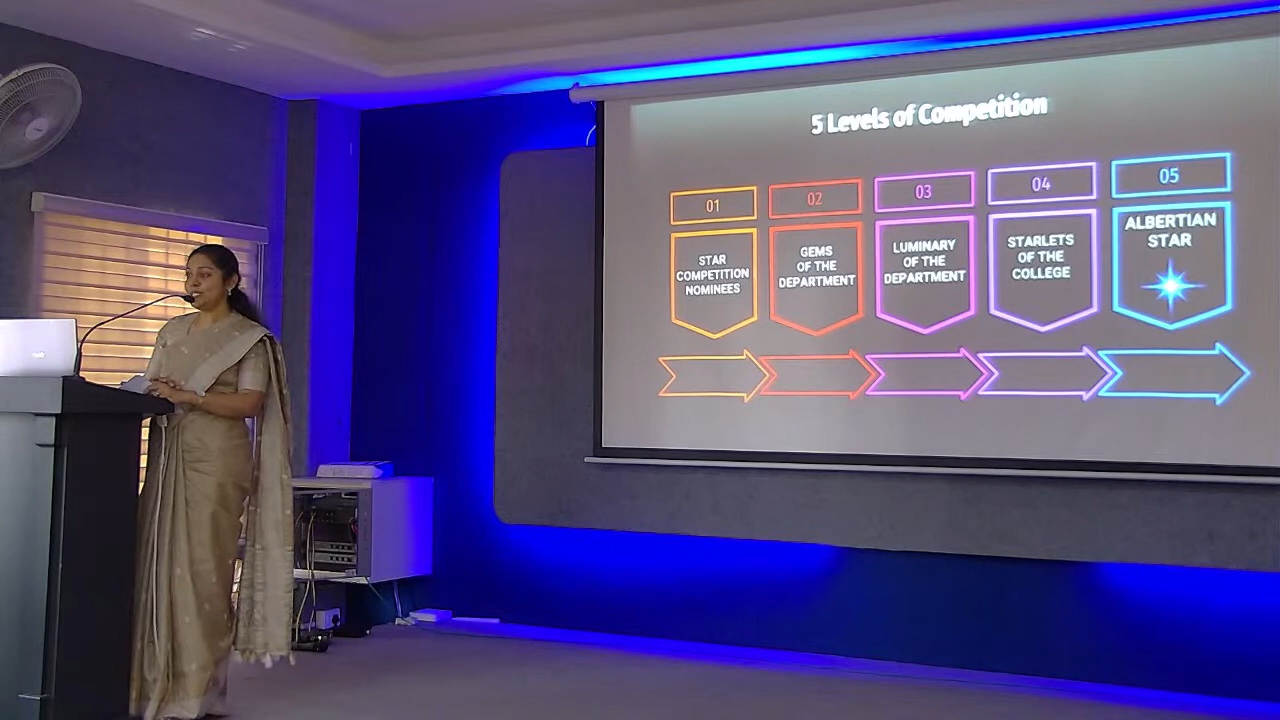 5 Levels of Competition
01
STAR
COMPETITION
NOMINEES
02
GEMS
OF THE
DEPARTMENT
03
LUMINARY
OF THE
DEPARTMENT
04
STARLETS
OF THE
COLLEGE
05
ALBERTIAN
STAR